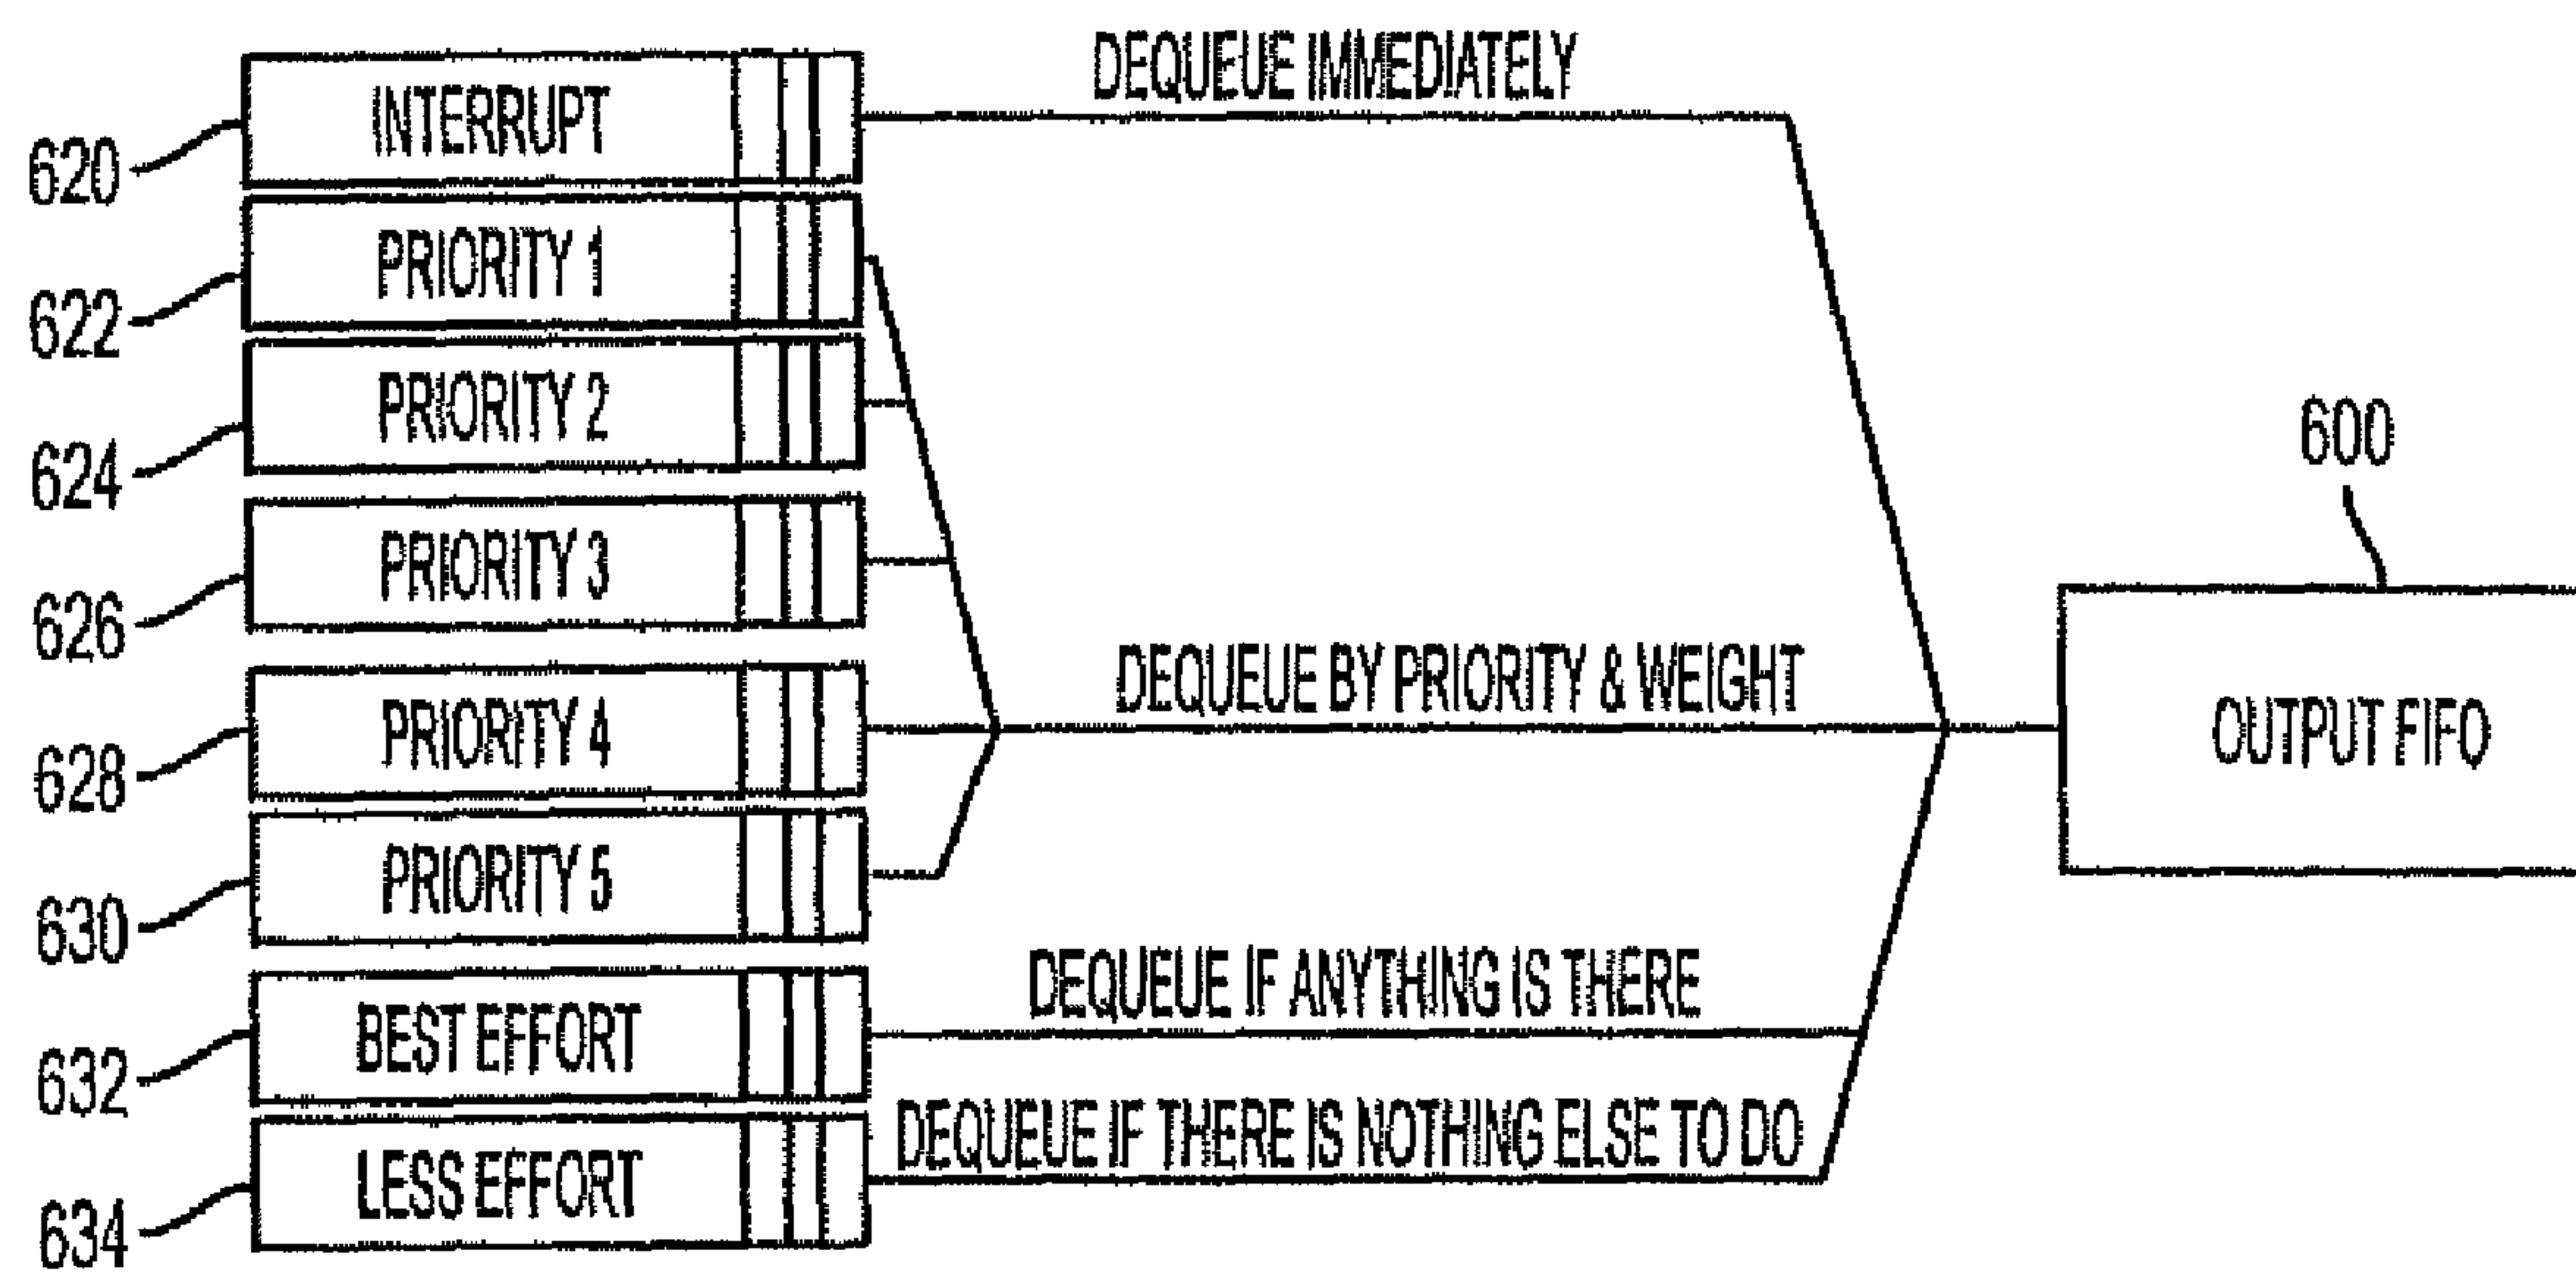 DEQUEUE IMMEDIATELY
INTERRUPT
620
PRIORITY 1
622
PRIORITY 2
624
PRIORITY 3
626
PRIORITY 4
628
PRIORITY 5
630
DEQUEUE BY PRIORITY & WEIGHT
600
OUTPUT FIFO
BEST EFFORT
632
DEQUEUE IF ANYTHING IS THERE
LESS EFFORT
634
DEQUEUE IF THERE IS NOTHING ELSE TO DO